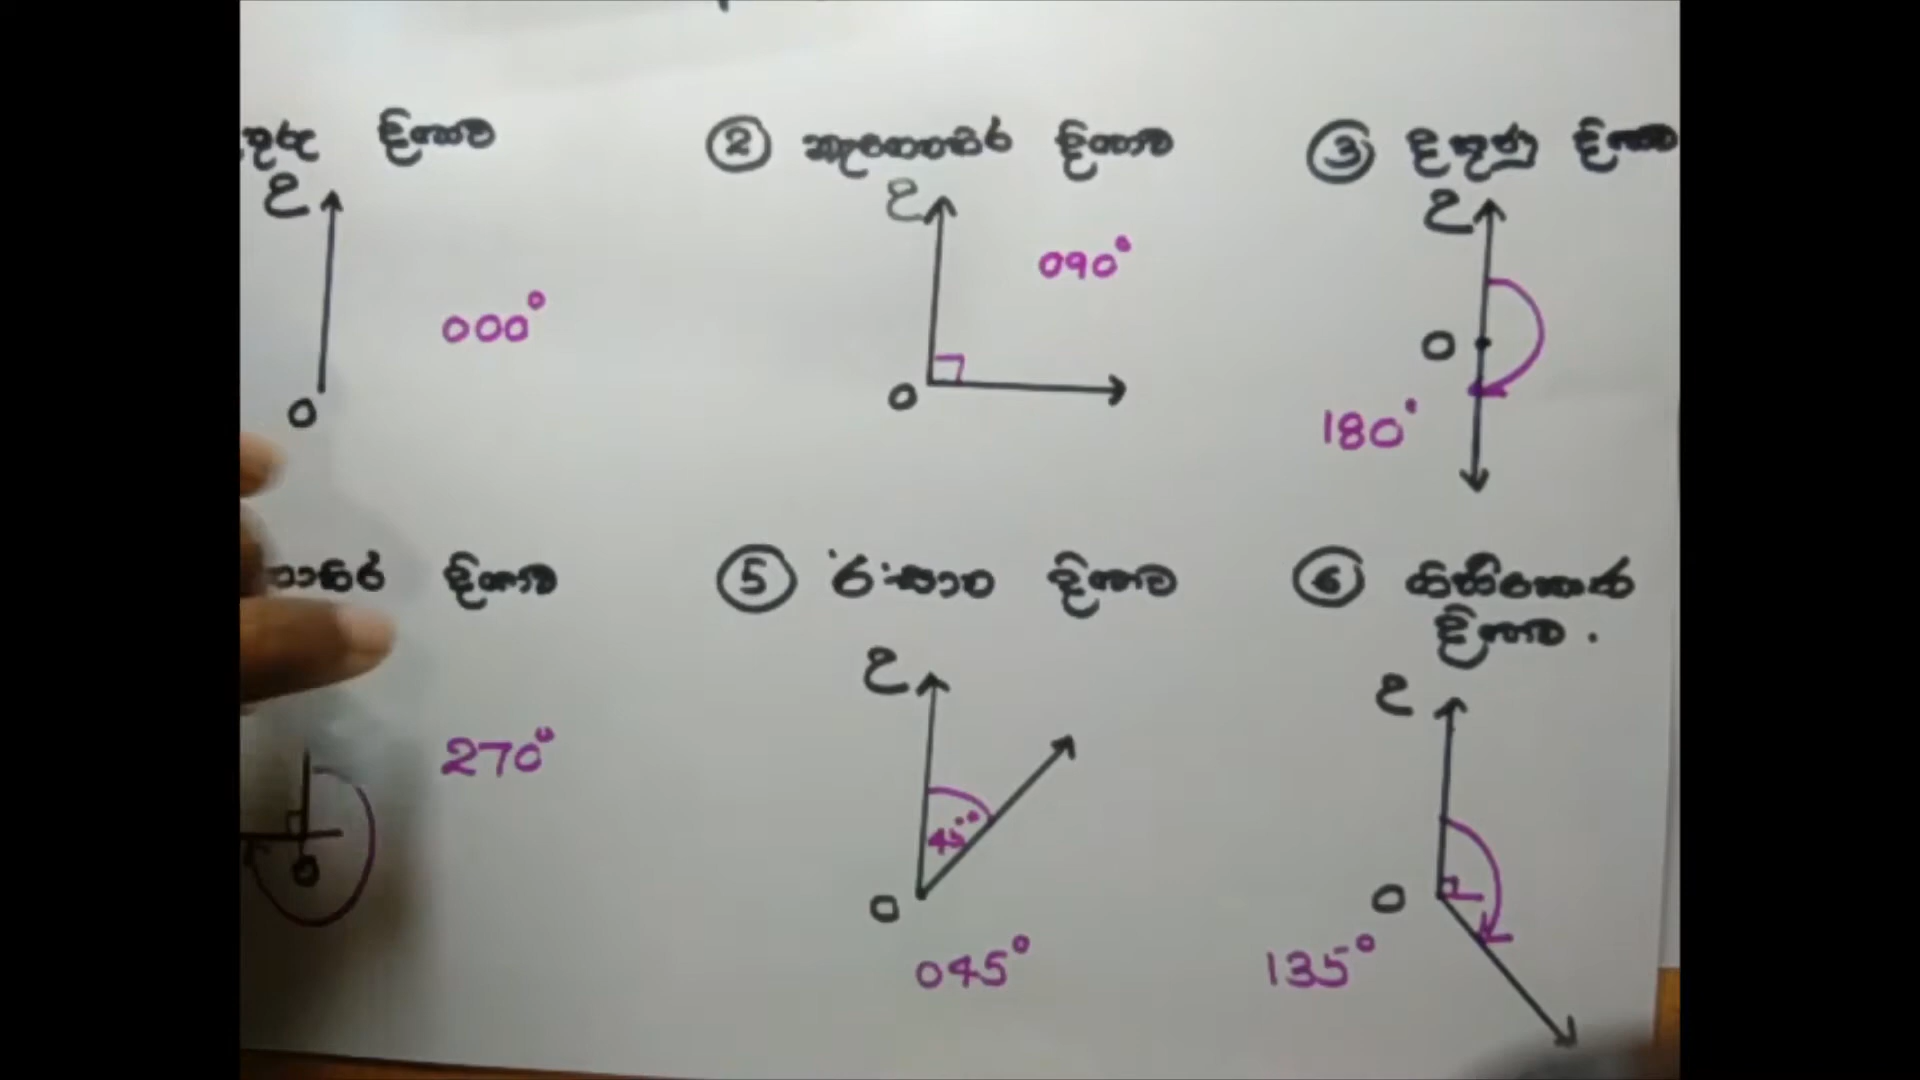 දිශාව ② නැගෙනහිර දිශාව ③ දකුණු දිශාව
උ උ උ
000° 090°
0 0 0
180°
දිශාව ⑤ ඊසාන දිශාව ⑥ ගිනිකොණ
දිශාව.
උ උ
270°
45°
0 0 0
045° 135°